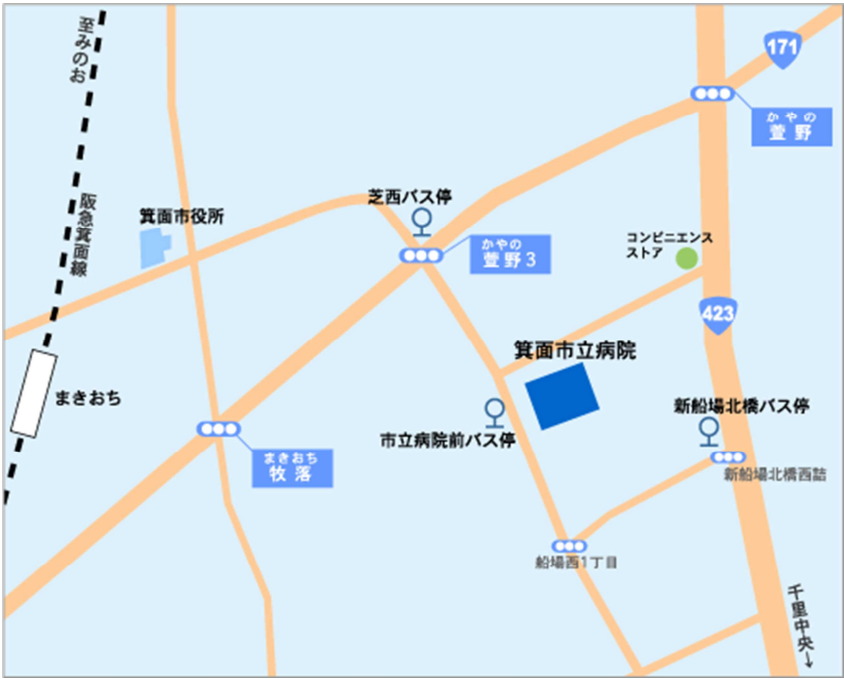 至みのお
171
かやの
萱野
芝西バス停
阪急箕面線
箕面市役所
コンビニエンス
ストア
かやの
萱野3
423
箕面市立病院
まきおち
新船場北橋バス停
市立病院前バス停
まきおち
牧落
新船場北橋西詰
船場西1丁目
千里中央→